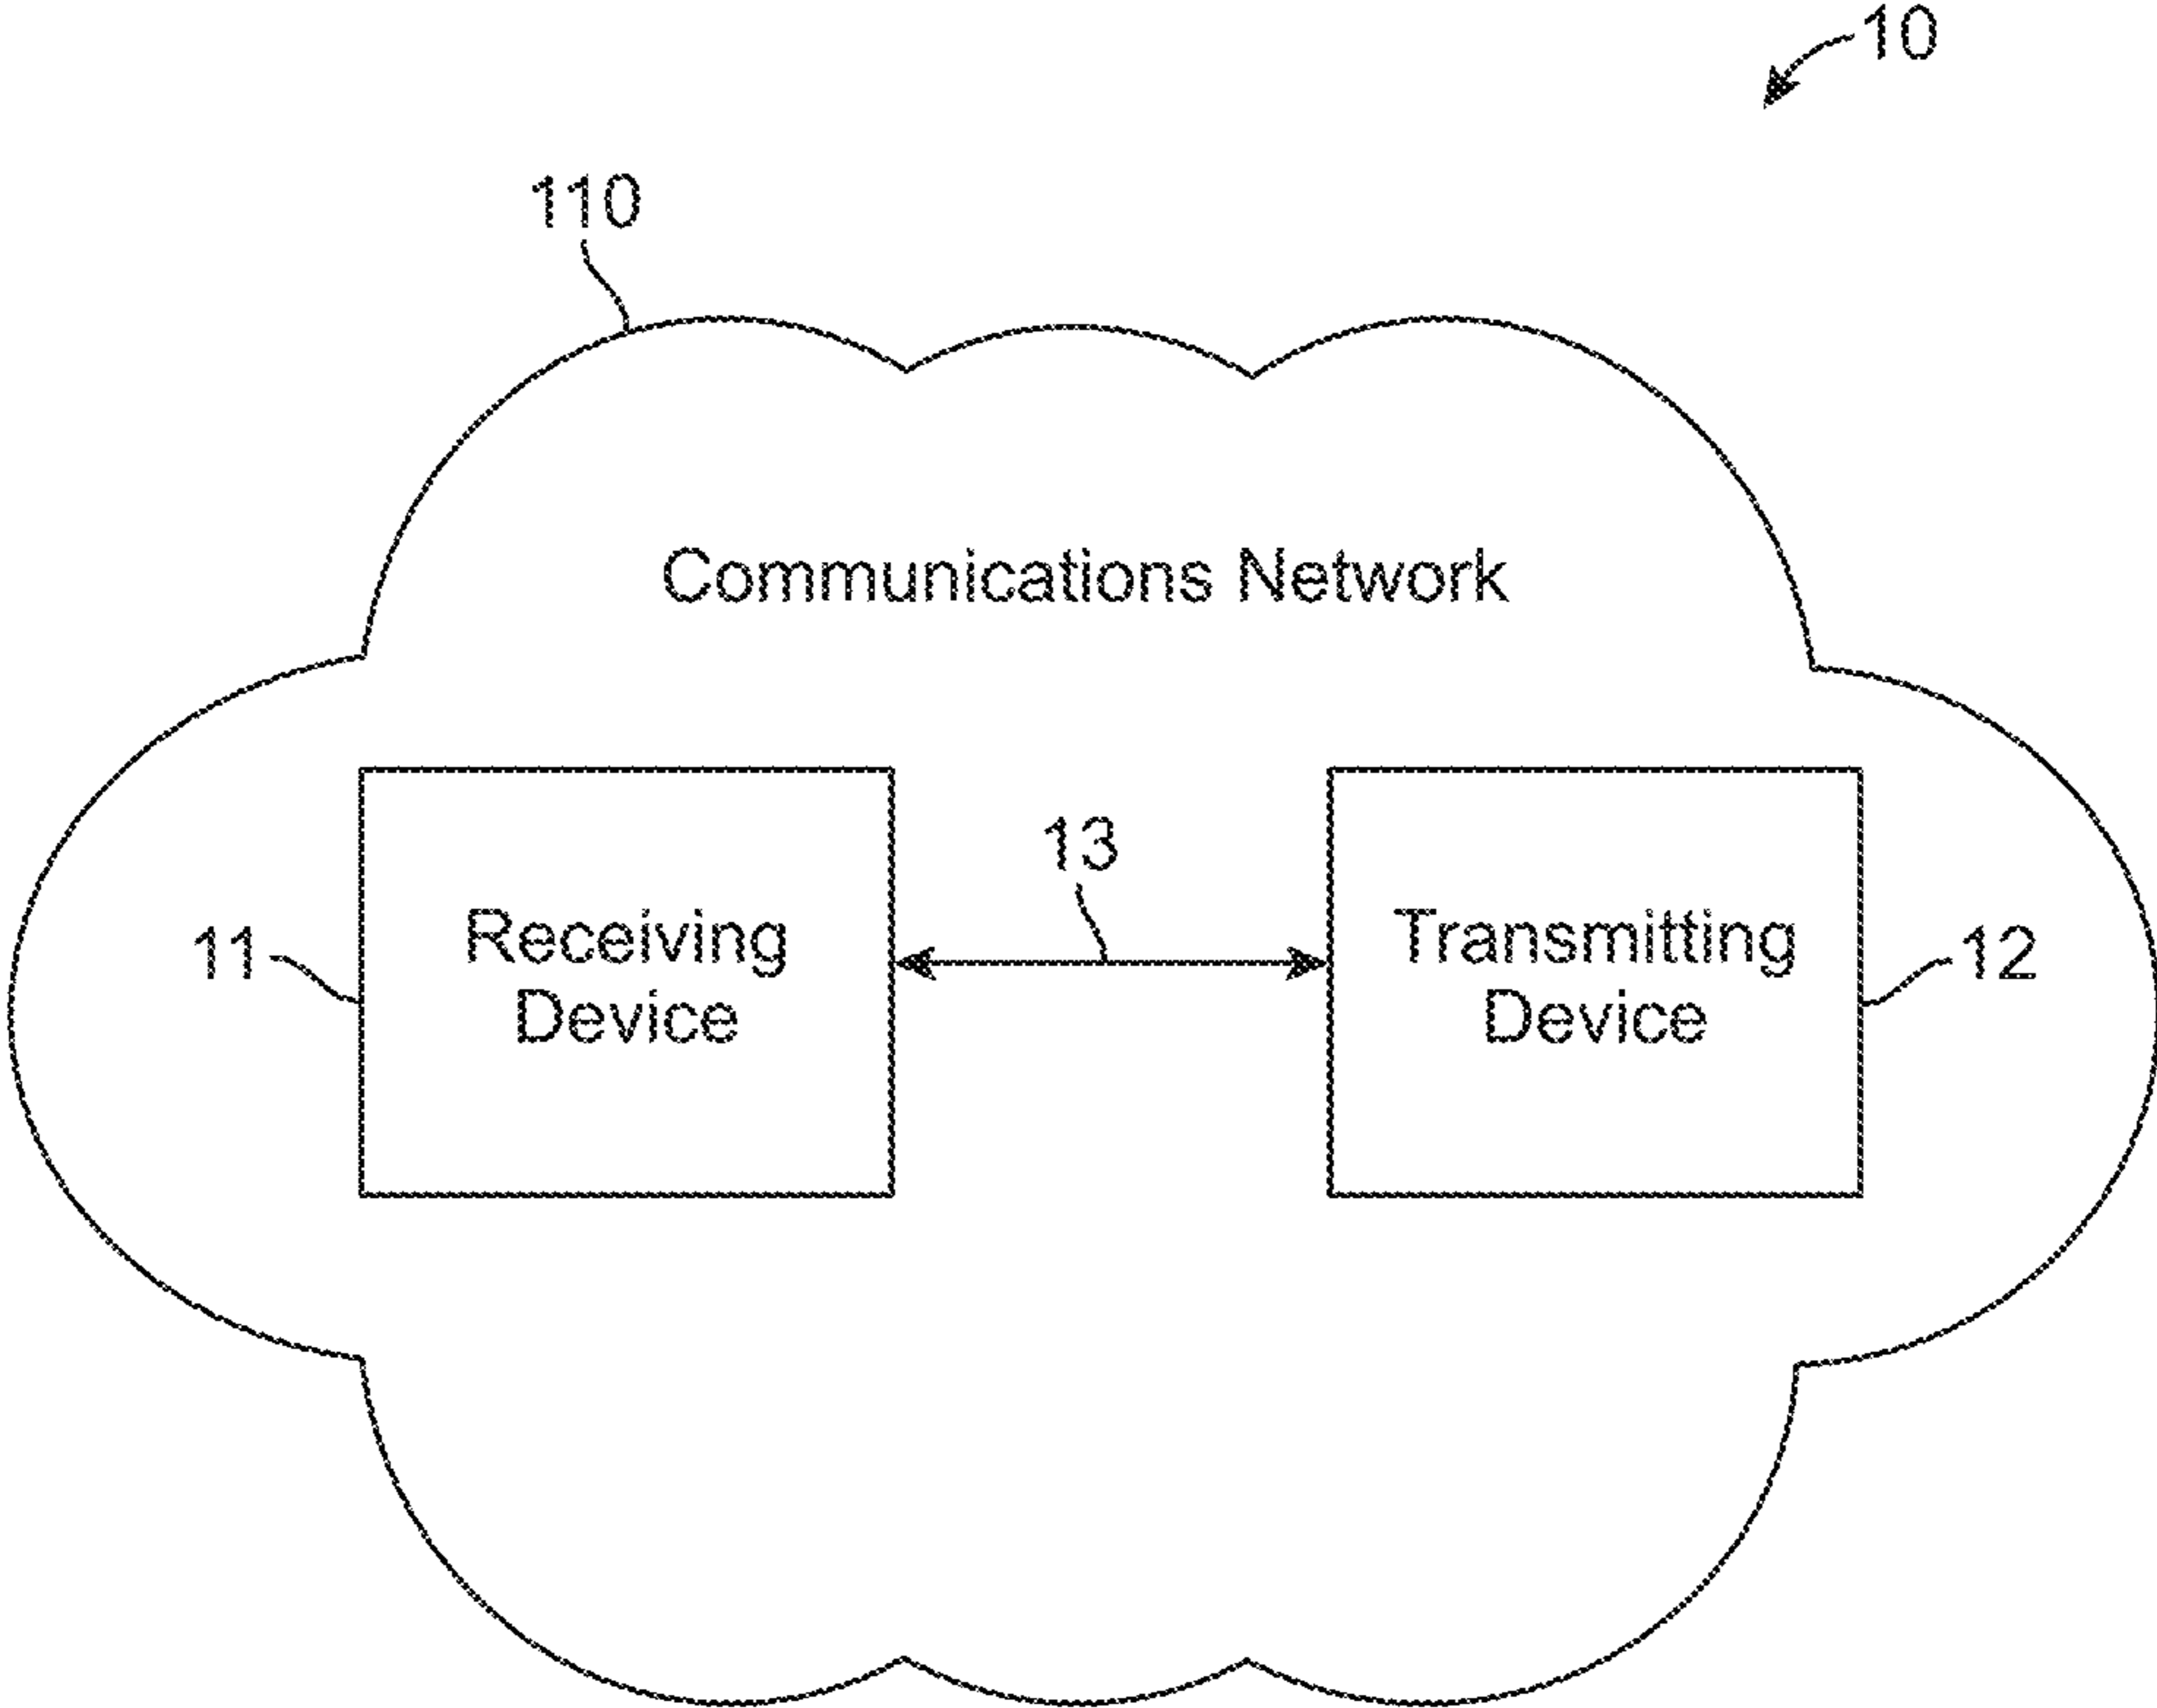 10
110
Communications Network
13
11
Receiving
Device
Transmitting
Device
12